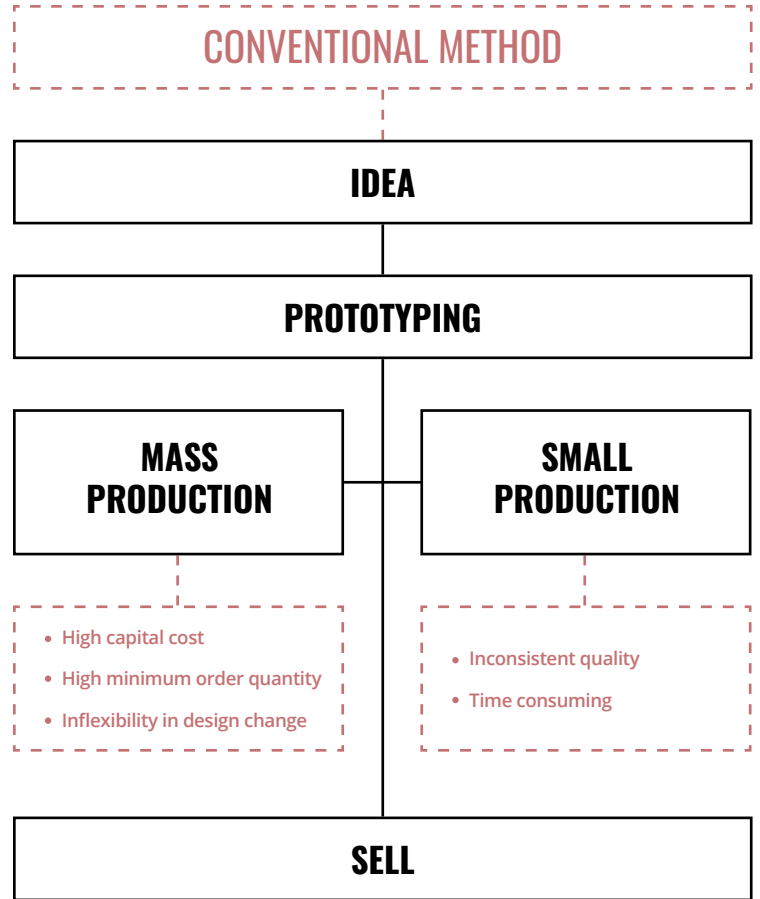 CONVENTIONAL METHOD
IDEA
PROTOTYPING
MASS
PRODUCTION
SMALL
PRODUCTION
• High capital cost
• High minimum order quantity
• Inflexibility in design change
• Inconsistent quality
• Time consuming
SELL